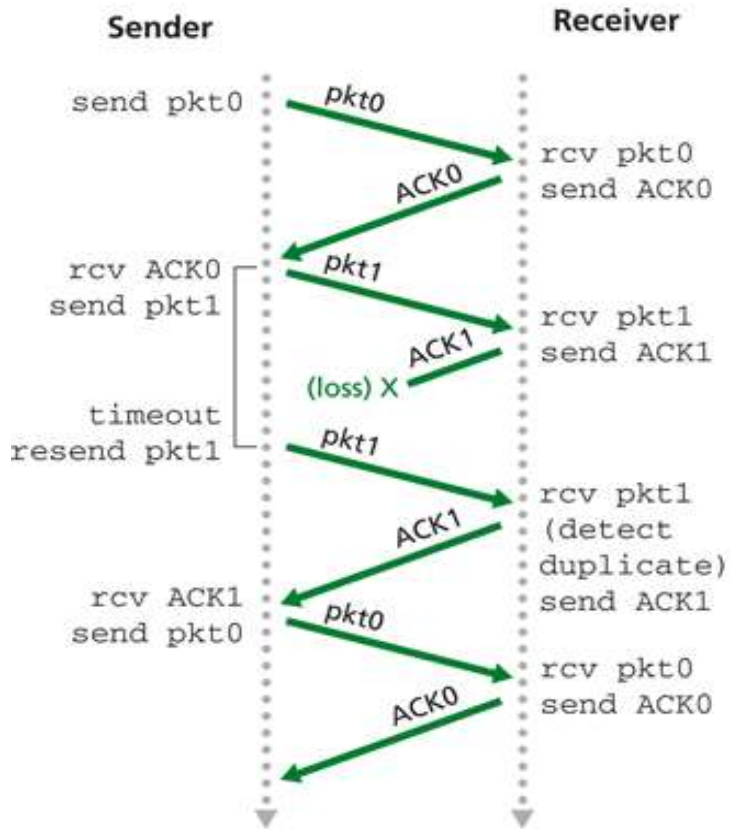 Sender
Receiver
send pkt0
pkt0
rcv pkt0
send ACK0
ACK0
rcv ACK0
send pkt1
pkt1
rcv pkt1
send ACK1
ACK1
(loss) X
timeout
resend pkt1
pkt1
rcv pkt1
(detect
duplicate)
send ACK1
ACK1
rcv ACK1
send pkt0
pkt0
rcv pkt0
send ACK0
ACK0